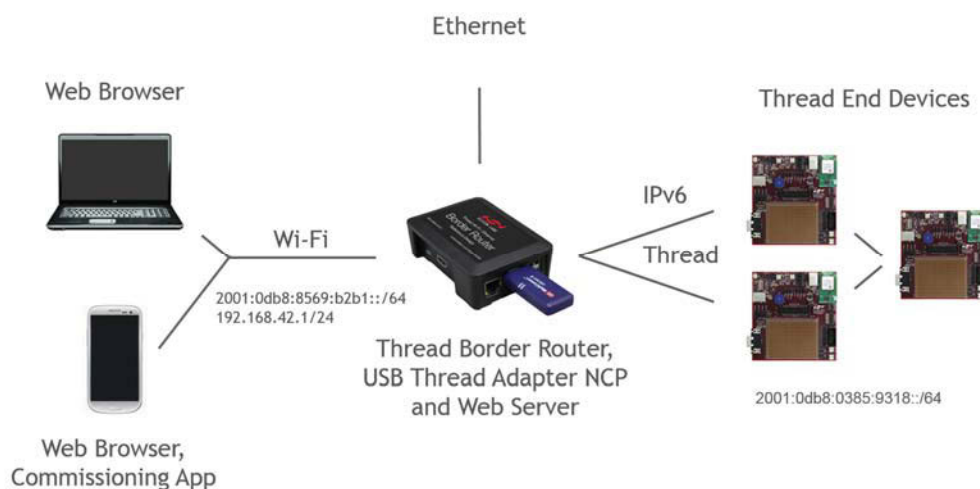 Ethernet
Web Browser
Thread End Devices
IPv6
Wi-Fi
Thread
2001:0db8:8569:b2b1::/64
192.168.42.1/24
Border Router
Thread Border Router,
USB Thread Adapter NCP
and Web Server
2001:0db8:0385:9318::/64
Web Browser,
Commissioning App